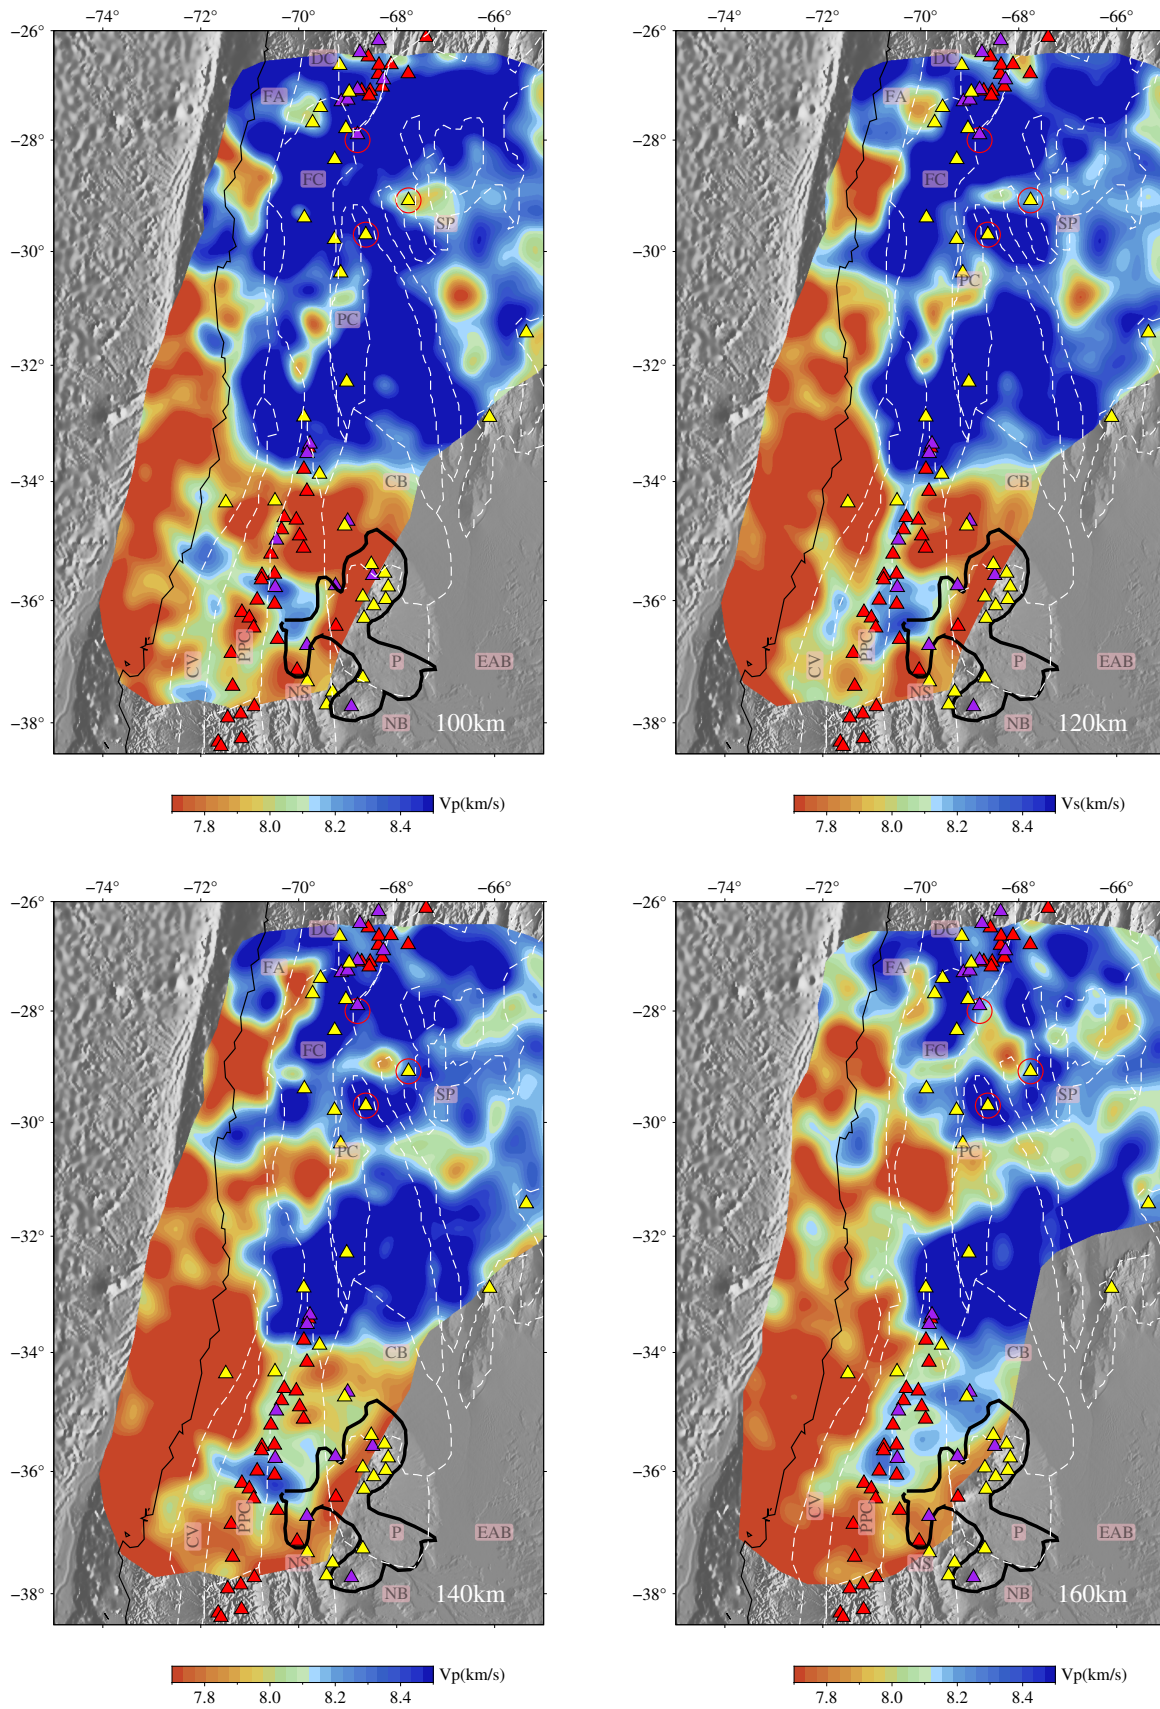 −74° −72° −70° −68° −66°
−26°
−28°
−30°
−32°
−34°
−36°
−38°
DC
FA
FC
SP
PC
CB
CV
PPC
NS
P
EAB
NB
100km
7.8 8.0 8.2 8.4
Vp(km/s)
−74° −72° −70° −68° −66°
−26°
−28°
−30°
−32°
−34°
−36°
−38°
DC
FA
FC
SP
PC
CB
CV
PPC
NS
P
EAB
NB
120km
7.8 8.0 8.2 8.4
Vs(km/s)
−74° −72° −70° −68° −66°
−26°
−28°
−30°
−32°
−34°
−36°
−38°
DC
FA
FC
SP
PC
CB
CV
PPC
NS
P
EAB
NB
140km
7.8 8.0 8.2 8.4
Vp(km/s)
−74° −72° −70° −68° −66°
−26°
−28°
−30°
−32°
−34°
−36°
−38°
DC
FA
FC
SP
PC
CB
CV
PPC
NS
P
EAB
NB
160km
7.8 8.0 8.2 8.4
Vp(km/s)